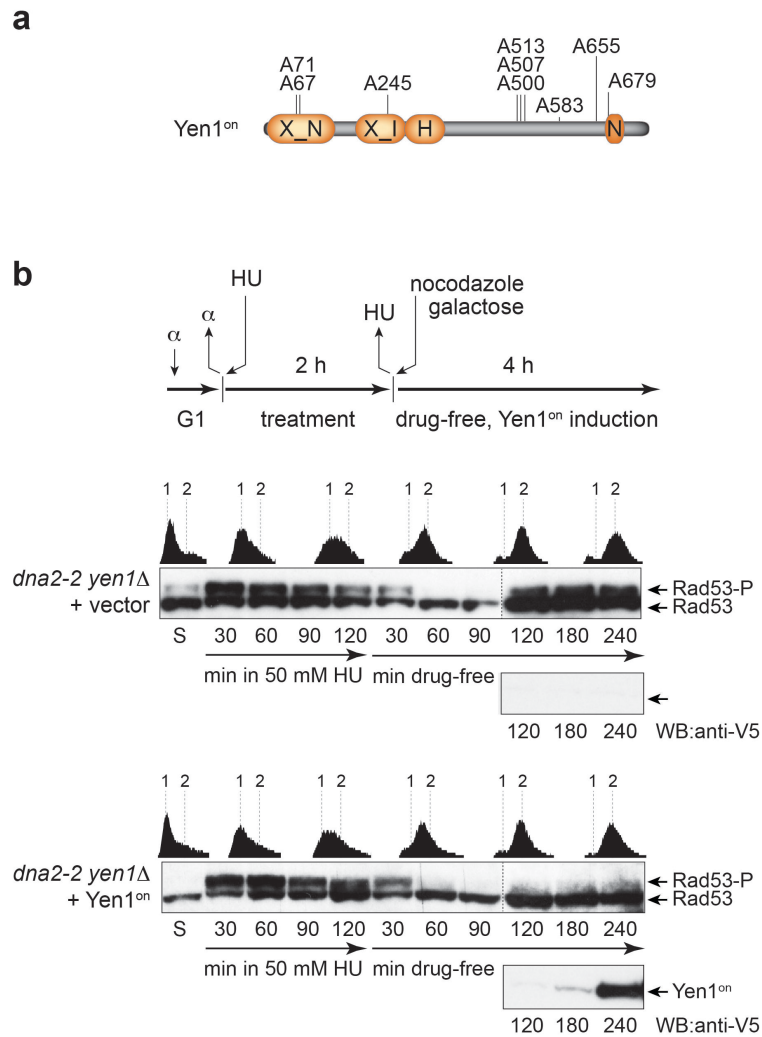 a
A71
A67
A245
A513
A507
A500
A583
A655
A679
Yen1on
X_N
X_I
H
N
b
α
α
HU
HU
nocodazole
galactose
2 h
4 h
G1
treatment
drug-free, Yen1on induction
1 2 1 2 1 2 1 2 1 2 1 2
dna2-2 yen1Δ
+ vector
Rad53-P
Rad53
S 30 60 90 120 30 60 90 120 180 240
min in 50 mM HU min drug-free
120 180 240 WB:anti-V5
1 2 1 2 1 2 1 2 1 2 1 2
dna2-2 yen1Δ
+ Yen1on
Rad53-P
Rad53
S 30 60 90 120 30 60 90 120 180 240
min in 50 mM HU min drug-free
Yen1on
120 180 240 WB:anti-V5